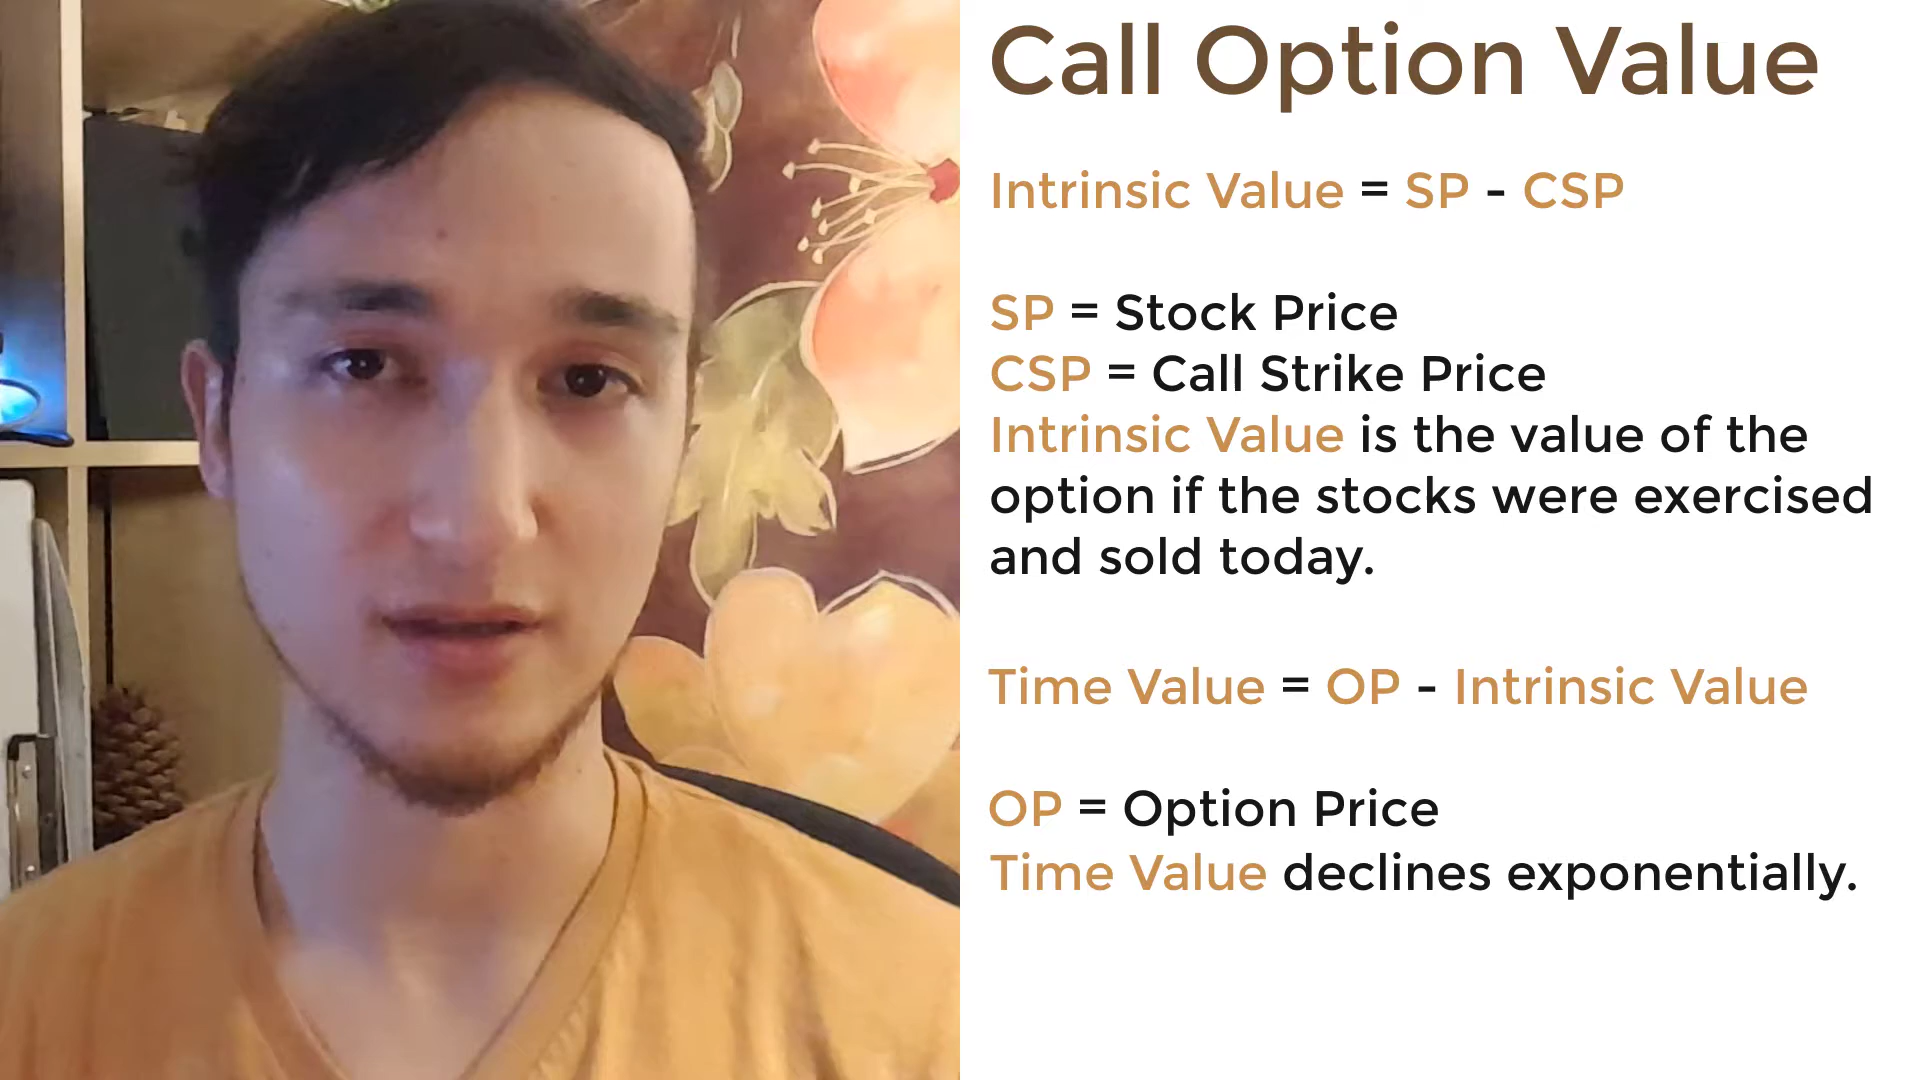 Call Option Value
Intrinsic Value = SP - CSP
SP = Stock Price
CSP = Call Strike Price
Intrinsic Value is the value of the
option if the stocks were exercised
and sold today.
Time Value = OP - Intrinsic Value
OP = Option Price
Time Value declines exponentially.